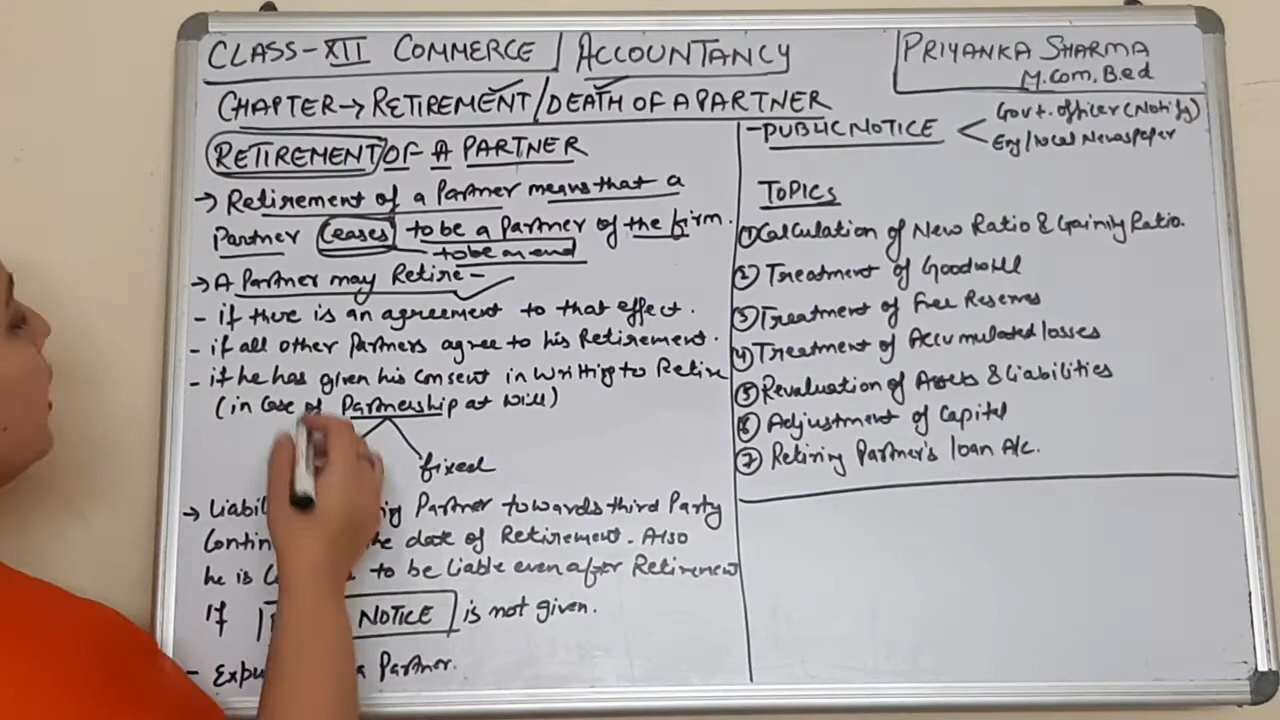 CLASS-XII COMMERCE | ACCOUNTANCY
PRIYANKA SHARMA
M.Com, B.ed
CHAPTER→RETIREMENT/DEATH OF A PARTNER
RETIREMENT OF A PARTNER
→ Retirement of a Partner means that a
Partner Ceases to be a Partner of the firm.
to be an end
→ A Partner may Retire-
- if there is an agreement to that effect.
- if all other Partners agree to his Retirement.
- if he has given his Consent in writing to Retire
(in Case of Partnership at Will)
fixed
→ Partner towards third Party
date of Retirement. Also
he is to be liable even after Retirement
If NOTICE is not given.
- a Partner.
-PUBLIC NOTICE < Govt. officer (Notify)
Eng/local Newspaper
TOPICS
① Calculation of New Ratio & Gaining Ratio.
② Treatment of Goodwill
③ Treatment of Free Reserves
④ Treatment of Accumulated losses
⑤ Revaluation of Assets & Liabilities
⑥ Adjustment of Capital
⑦ Retiring Partner's loan A/c.